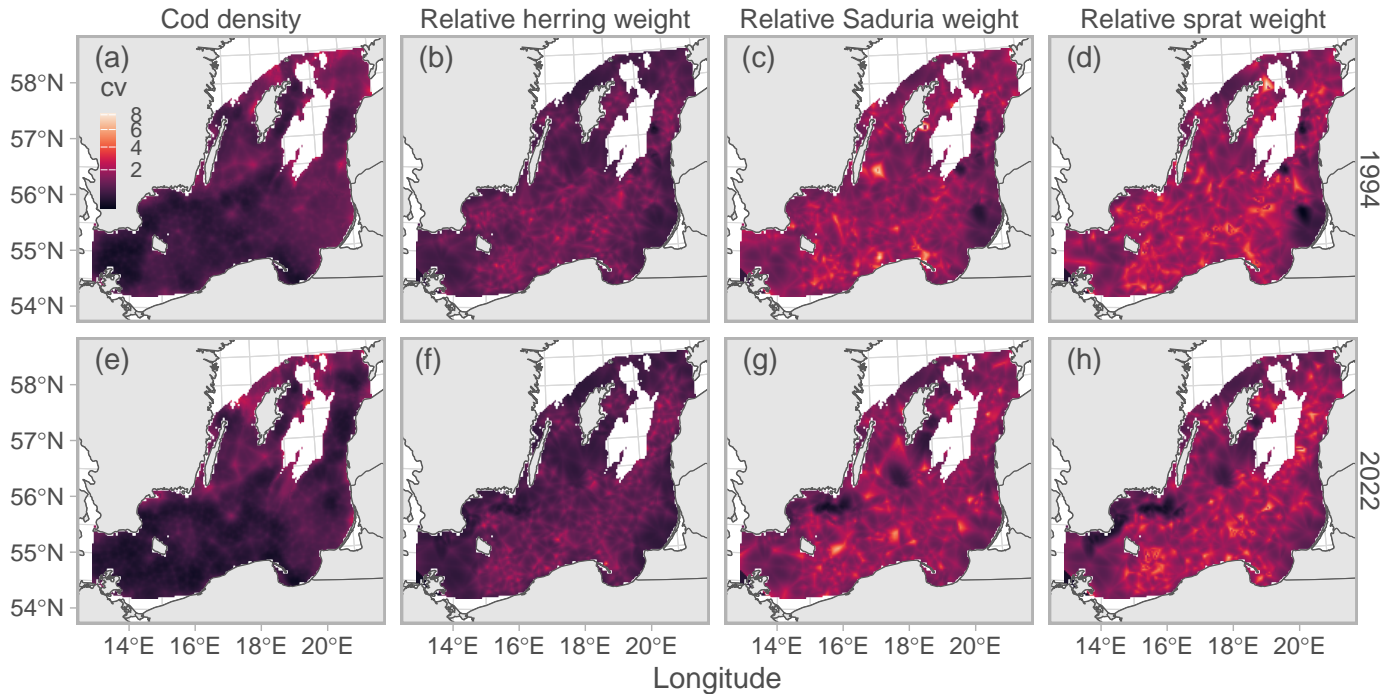 Cod density
Relative herring weight
Relative Saduria weight
Relative sprat weight
(a)
(b)
(c)
(d)
cv
8
6
4
2
58°N
57°N
56°N
55°N
54°N
1994
(e)
(f)
(g)
(h)
58°N
57°N
56°N
55°N
54°N
2022
14°E 16°E 18°E 20°E
14°E 16°E 18°E 20°E
14°E 16°E 18°E 20°E
14°E 16°E 18°E 20°E
Longitude